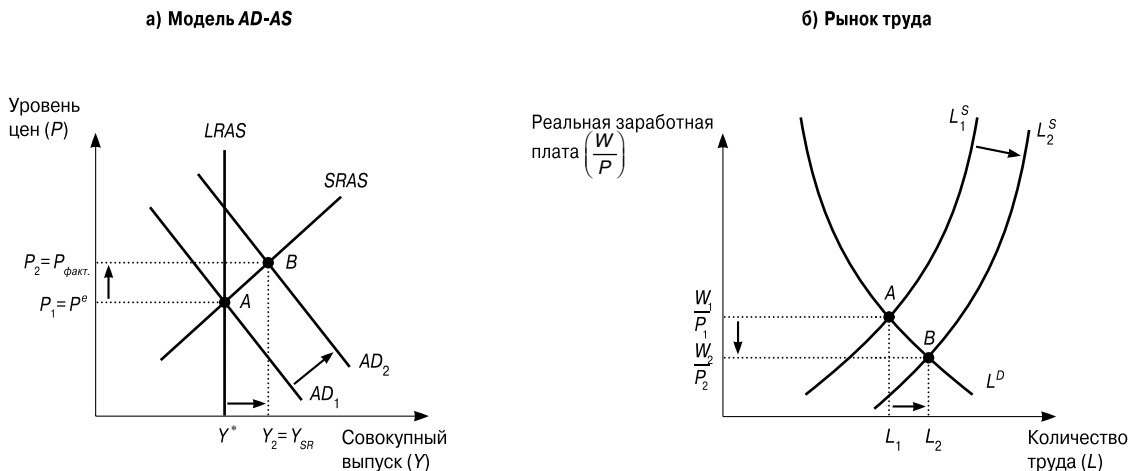 а) Модель AD-AS
Уровень
цен (P)
LRAS
SRAS
P₂=Pфакт.
P₁=Pᵉ
A
B
AD₂
AD₁
Y*
Y₂=Y_SR
Совокупный
выпуск (Y)
б) Рынок труда
Реальная заработная
плата (W/P)
L₁ˢ
L₂ˢ
A
W₁/P₁
B
W₂/P₂
Lᴰ
L₁
L₂
Количество
труда (L)